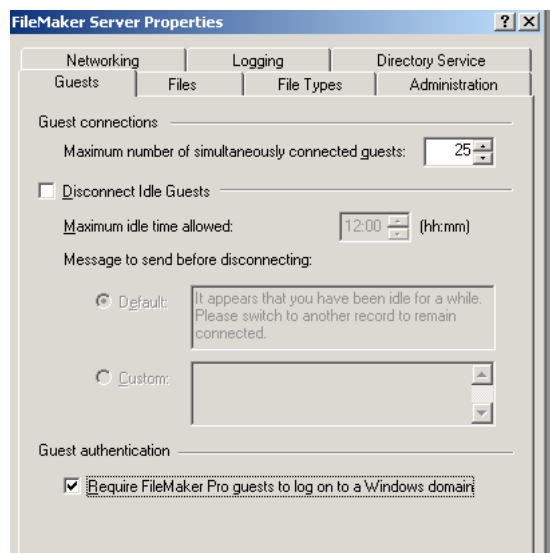 FileMaker Server Properties
Networking Logging Directory Service
Guests Files File Types Administration
Guest connections
Maximum number of simultaneously connected guests: 25
Disconnect Idle Guests
Maximum idle time allowed: 12:00 (hh:mm)
Message to send before disconnecting:
Default: It appears that you have been idle for a while.
Please switch to another record to remain
connected.
Custom:
Guest authentication
Require FileMaker Pro guests to log on to a Windows domain